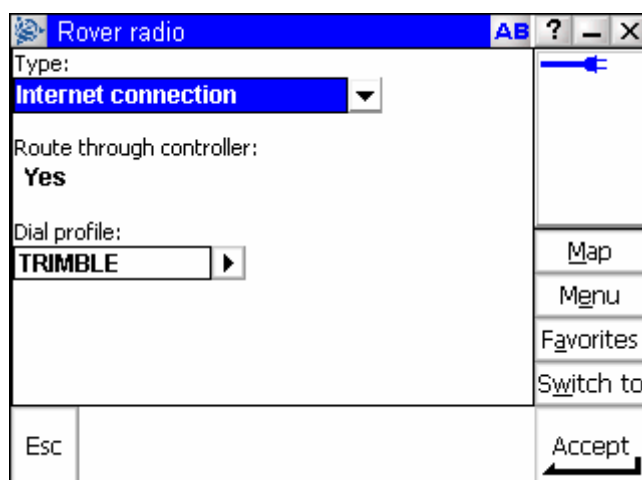 Rover radio
AB ? – X
Type:
Internet connection
Route through controller:
Yes
Dial profile:
TRIMBLE
Map
Menu
Favorites
Switch to
Esc
Accept